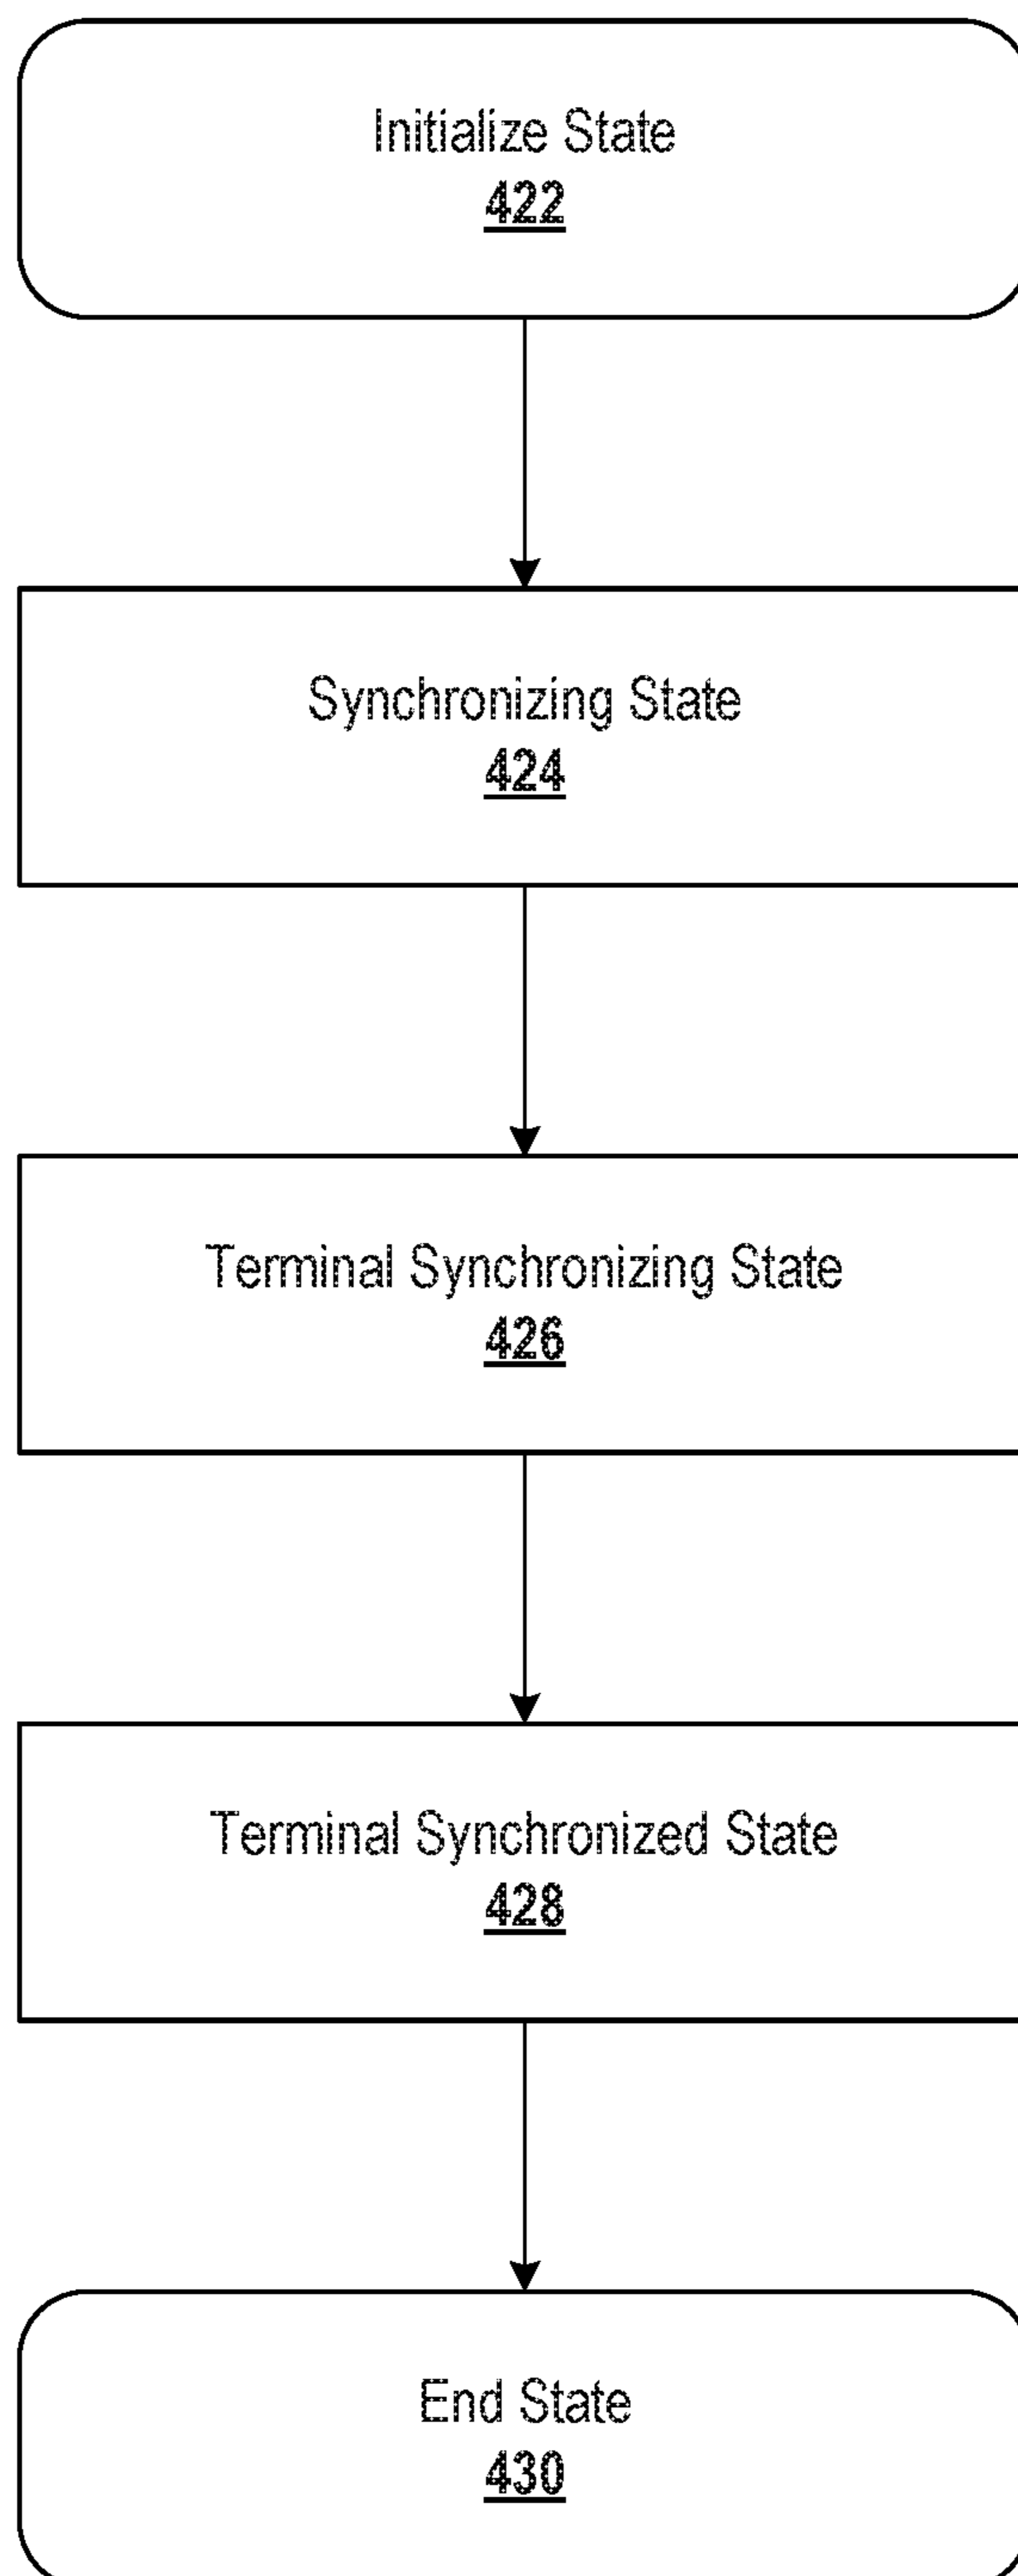 Initialize State
422
Synchronizing State
424
Terminal Synchronizing State
426
Terminal Synchronized State
428
End State
430